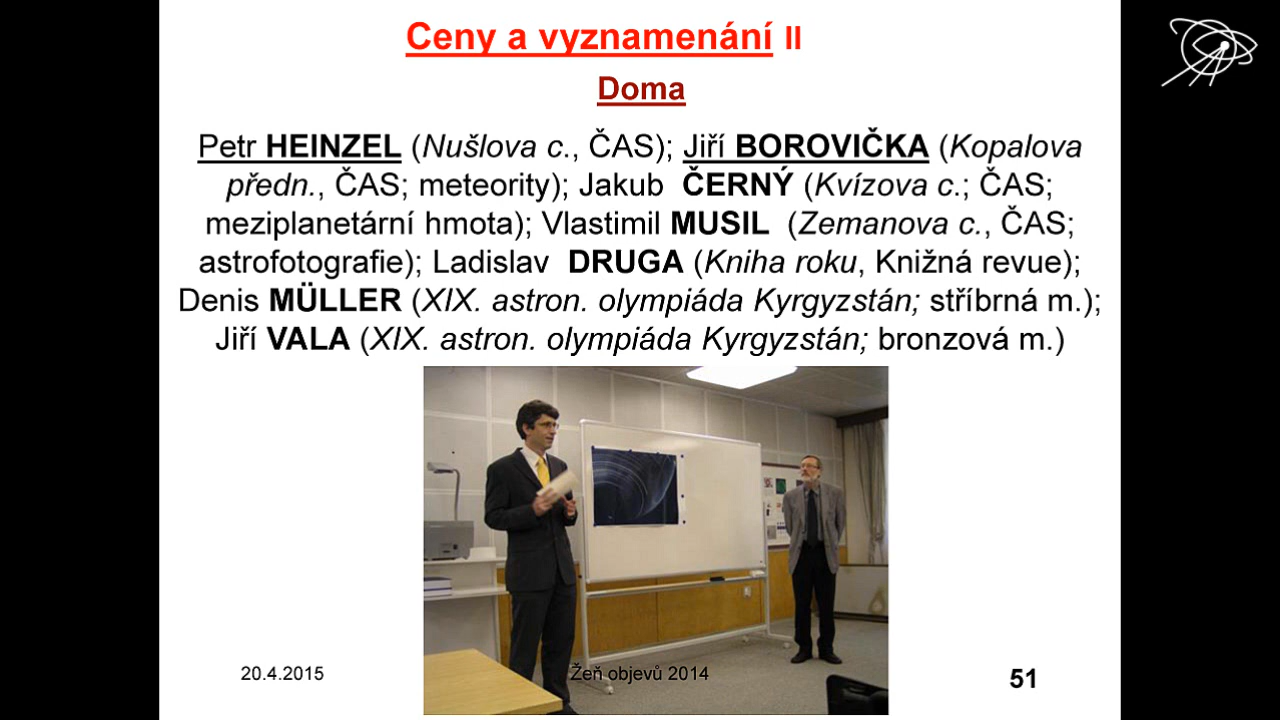 Ceny a vyznamenání II
Doma
Petr HEINZEL (Nušlova c., ČAS); Jiří BOROVIČKA (Kopalova
předn., ČAS; meteority); Jakub ČERNÝ (Kvízova c.; ČAS;
meziplanetární hmota); Vlastimil MUSIL (Zemanova c., ČAS;
astrofotografie); Ladislav DRUGA (Kniha roku, Knižná revue);
Denis MÜLLER (XIX. astron. olympiáda Kyrgyzstán; stříbrná m.);
Jiří VALA (XIX. astron. olympiáda Kyrgyzstán; bronzová m.)
20.4.2015
Žeň objevů 2014
51